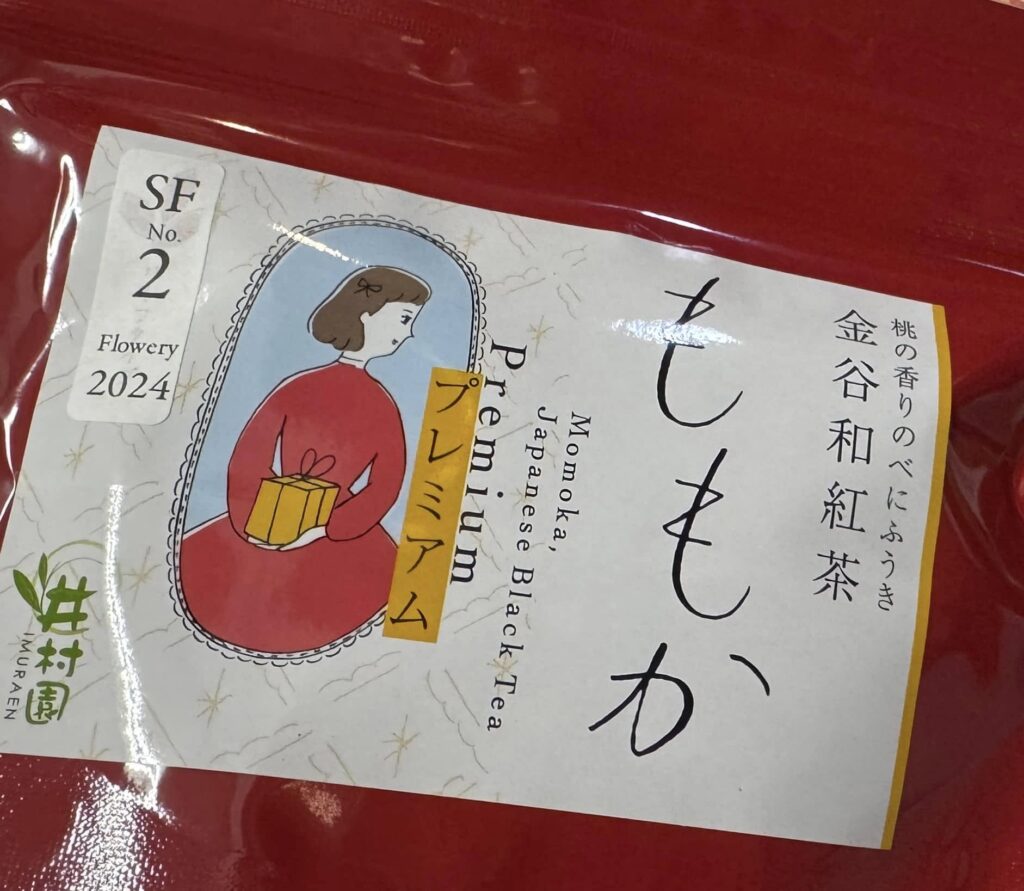 桃の香りのべにふうき
金谷和紅茶
ももか
Momoka,
Japanese Black Tea
Premium
プレミアム
SF
No.
2
Flowery
2024
井村園
IMURAEN